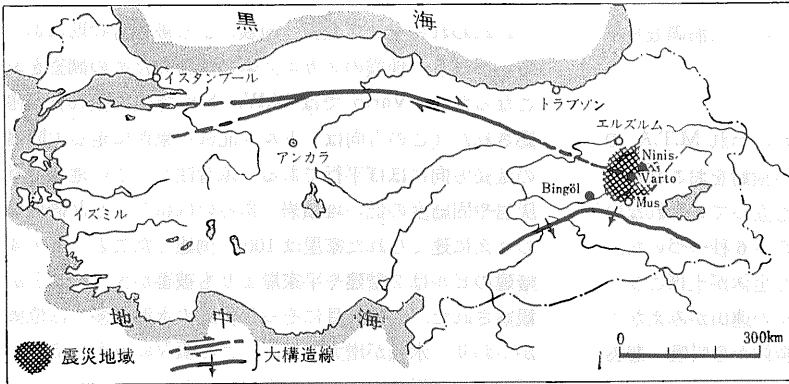 黒海
イスタンブール
トラブゾン
エルズルム
アンカラ
Ninis
Varto
Bingöl
Mus
イズミル
地中海
0 300km
震災地域
大構造線